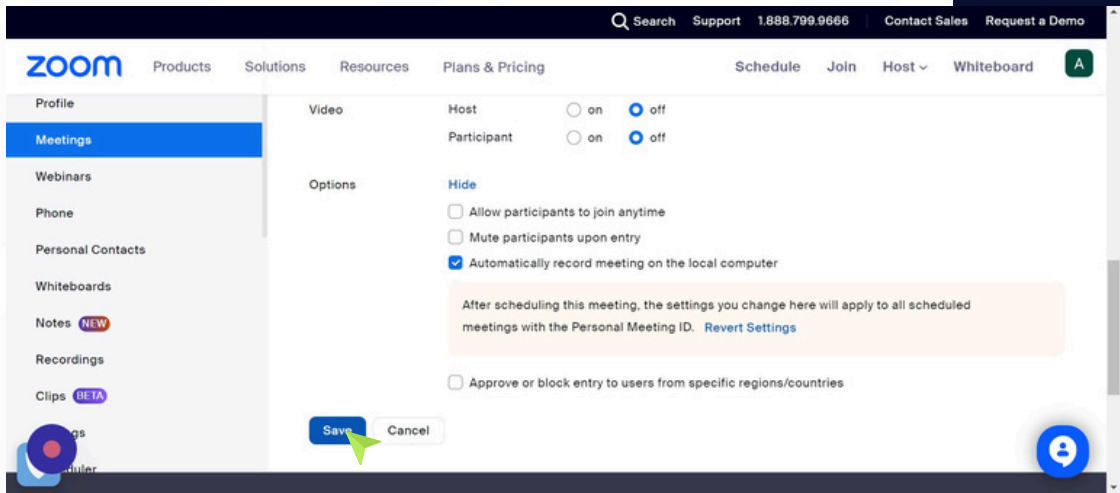 Search Support 1.888.799.9666 Contact Sales Request a Demo
zoom Products Solutions Resources Plans & Pricing Schedule Join Host Whiteboard A
Profile
Meetings
Webinars
Phone
Personal Contacts
Whiteboards
Notes NEW
Recordings
Clips BETA
Video Host on off
Participant on off
Options Hide
Allow participants to join anytime
Mute participants upon entry
Automatically record meeting on the local computer
After scheduling this meeting, the settings you change here will apply to all scheduled
meetings with the Personal Meeting ID. Revert Settings
Approve or block entry to users from specific regions/countries
Save Cancel